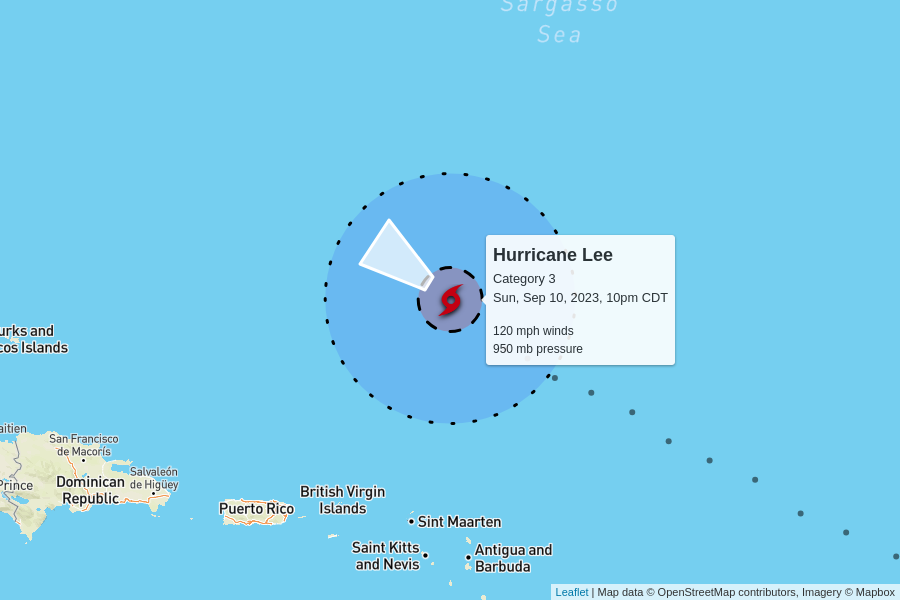 Sargasso
Sea
Hurricane Lee
Category 3
Sun, Sep 10, 2023, 10pm CDT
120 mph winds
950 mb pressure
urks and
cos Islands
aitien
San Francisco
de Macorís
Prince
Dominican
Republic
Salvaleón
de Higüey
Puerto Rico
British Virgin
Islands
Sint Maarten
Saint Kitts
and Nevis
Antigua and
Barbuda
Leaflet | Map data © OpenStreetMap contributors, Imagery © Mapbox